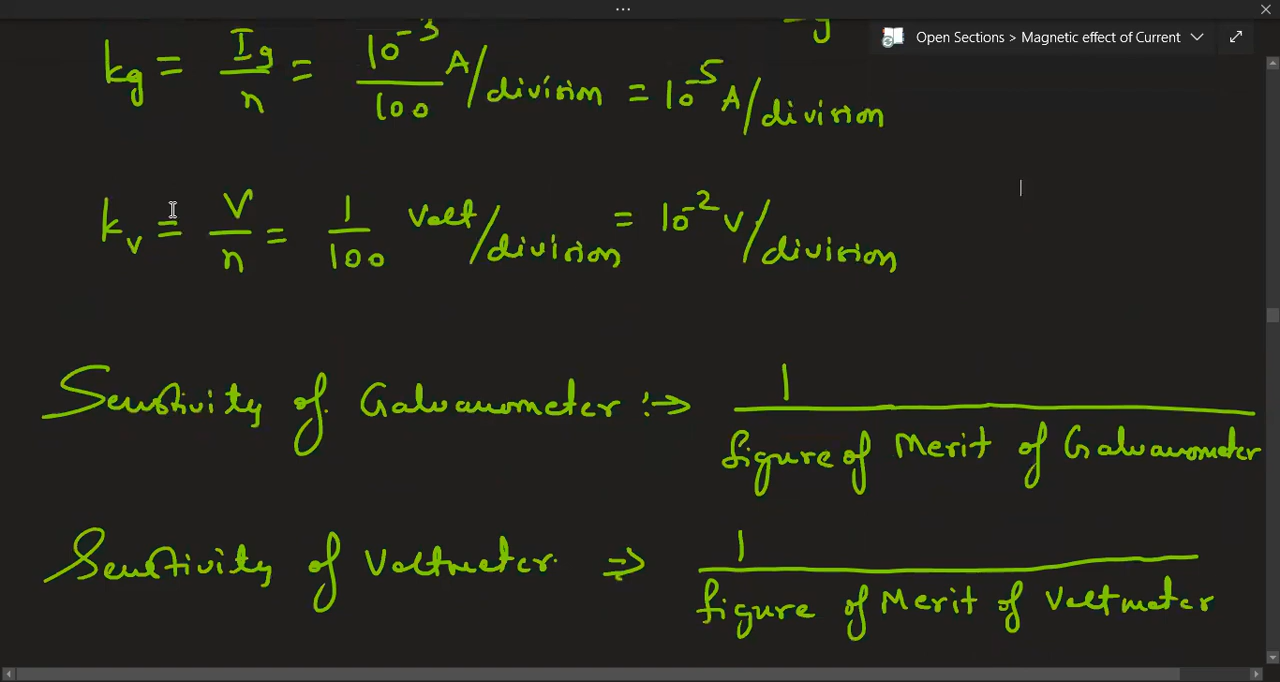 Open Sections > Magnetic effect of Current
kg = Ig/n = 10^-3/100 A/division = 10^-5 A/division
kv = V/n = 1/100 Volt/division = 10^-2 V/division
Senstivity of Galvanometer :→ 1/figure of Merit of Galvanometer
Senstivity of Voltmeter ⇒ 1/figure of Merit of Voltmeter